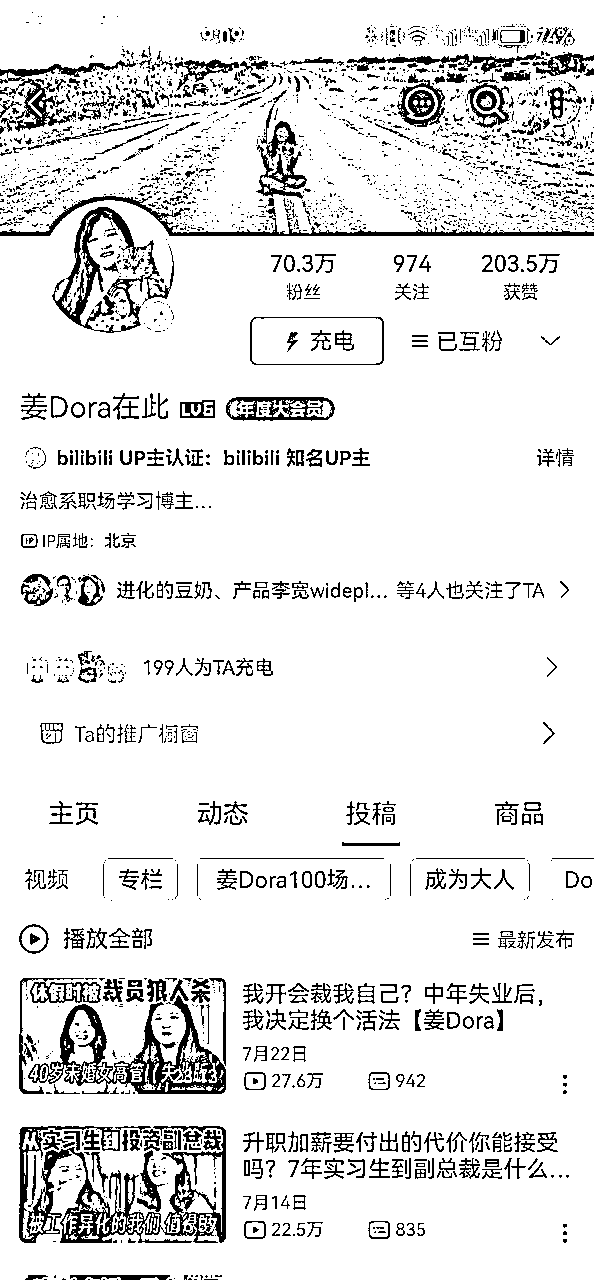 9:19
74%
70.3万
974
203.5万
粉丝
关注
获赞
充电
已互粉
姜Dora在此 LV6 年度大会员
bilibili UP主认证：bilibili 知名UP主
详情
治愈系职场学习博主...
IP IP属地：北京
进化的豆奶、产品李宽widepl... 等4人也关注了TA
199人为TA充电
Ta的推广橱窗
主页
动态
投稿
商品
视频
专栏
姜Dora100场...
成为大人
Do
播放全部
最新发布
休假时被裁员狼人杀
40岁未婚女高管
我开会裁我自己？中年失业后，
我决定换个活法【姜Dora】
7月22日
27.6万
942
从实习生到投资副总裁
被工作异化的我们 值得吗
升职加薪要付出的代价你能接受
吗？7年实习生到副总裁是什么...
7月14日
22.5万
835